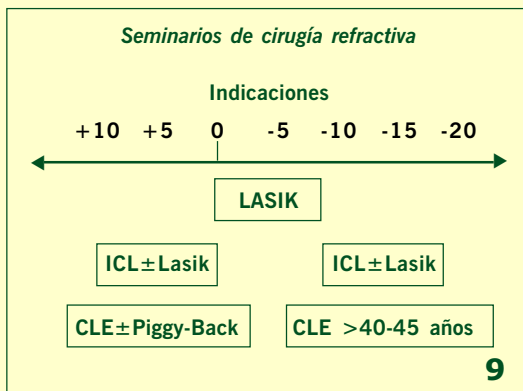 Seminarios de cirugía refractiva
Indicaciones
+10 +5 0 -5 -10 -15 -20
LASIK
ICL±Lasik ICL±Lasik
CLE±Piggy-Back CLE >40-45 años
9